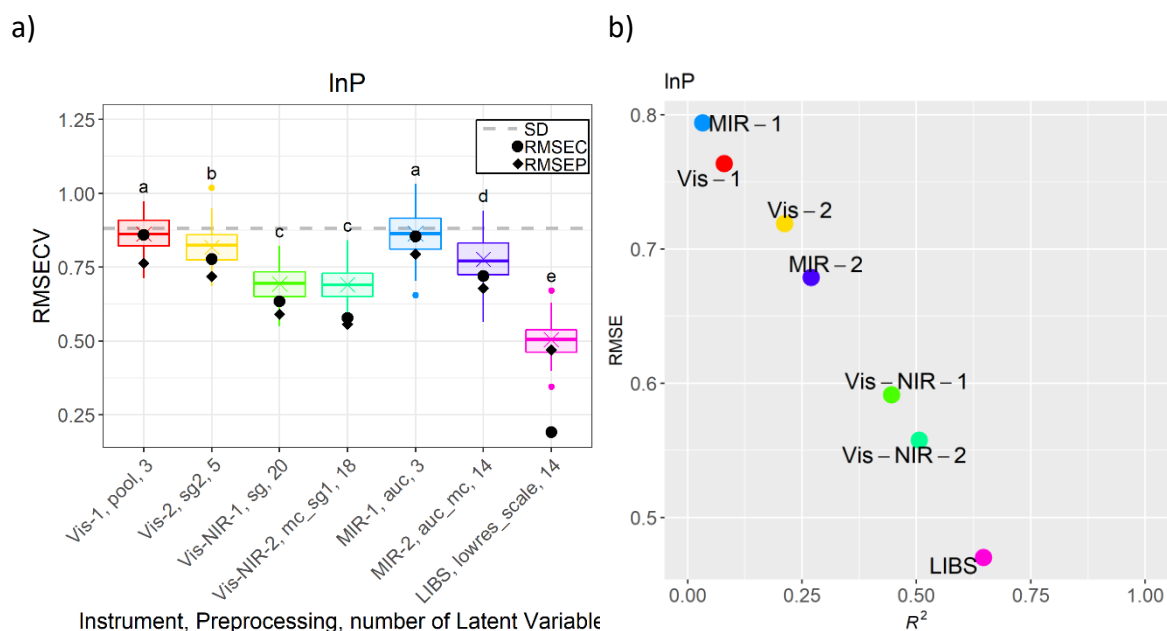 a)
lnP
RMSECV
1.25
1.00
0.75
0.50
0.25
SD
RMSEC
RMSEP
a
b
c
c
a
d
e
Vis-1, pool, 3
Vis-2, sg2, 5
Vis-NIR-1, sg, 20
Vis-NIR-2, mc_sg1, 18
MIR-1, auc, 3
MIR-2, auc_mc, 14
LIBS, lowres_scale, 14
Instrument, Preprocessing, number of Latent Variable
b)
lnP
RMSE
0.8
0.7
0.6
0.5
MIR − 1
Vis − 1
Vis − 2
MIR − 2
Vis − NIR − 1
Vis − NIR − 2
LIBS
0.00
0.25
0.50
0.75
1.00
R²